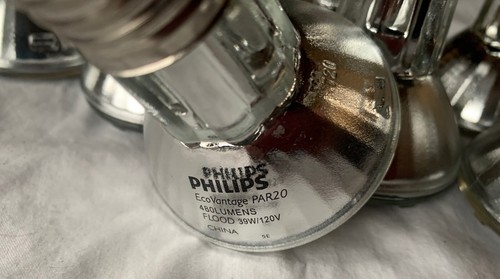 PHILIPS
PHILIPS
EcoVantage PAR20
480LUMENS
FLOOD 39W/120V
CHINA